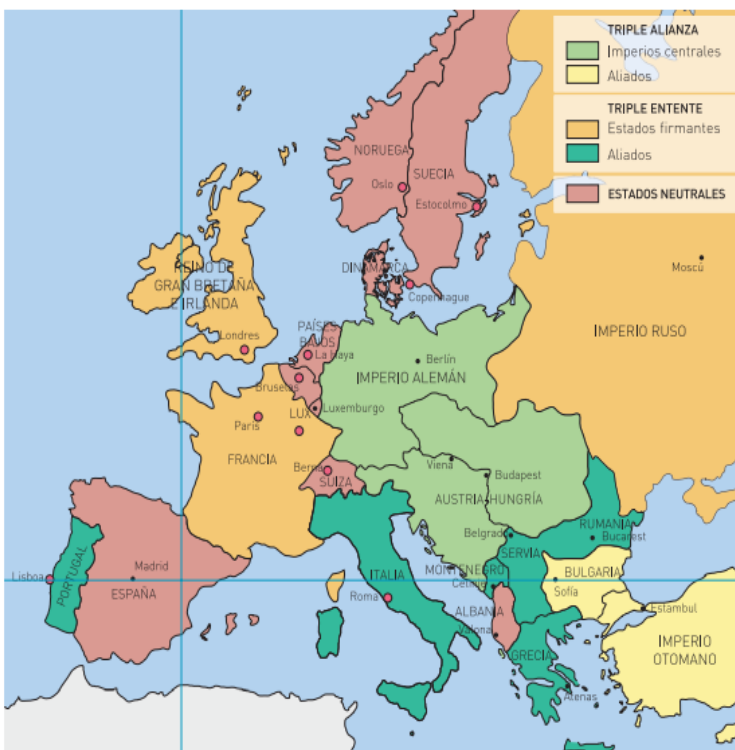 TRIPLE ALIANZA
Imperios centrales
Aliados
TRIPLE ENTENTE
Estados firmantes
Aliados
ESTADOS NEUTRALES
NORUEGA
SUECIA
Oslo
Estocolmo
REINO DE
GRAN BRETAÑA
E IRLANDA
DINAMARCA
Copenhague
Moscú
Londres
PAÍSES
BAJOS
La Haya
IMPERIO RUSO
Berlín
IMPERIO ALEMÁN
Bruselas
LUX
Luxemburgo
París
FRANCIA
Berna
SUIZA
Viena
Budapest
AUSTRIA-HUNGRÍA
Belgrado
SERVIA
RUMANIA
Bucarest
MONTENEGRO
Cetinje
BULGARIA
Sofía
Lisboa
PORTUGAL
Madrid
ESPAÑA
ITALIA
Roma
ALBANIA
Valona
Estambul
IMPERIO
OTOMANO
GRECIA
Atenas